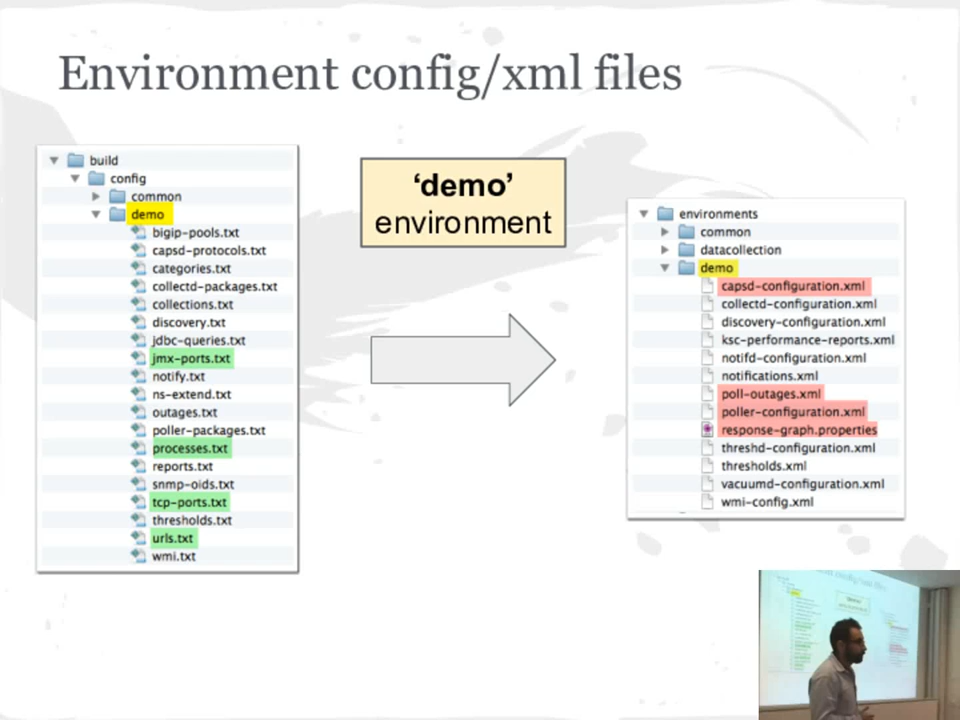 Environment config/xml files
build
config
common
demo
bigip-pools.txt
capsd-protocols.txt
categories.txt
collectd-packages.txt
collections.txt
discovery.txt
jdbc-queries.txt
jmx-ports.txt
notify.txt
ns-extend.txt
outages.txt
poller-packages.txt
processes.txt
reports.txt
snmp-oids.txt
tcp-ports.txt
thresholds.txt
urls.txt
wmi.txt
‘demo’
environment
environments
common
datacollection
demo
capsd-configuration.xml
collectd-configuration.xml
discovery-configuration.xml
ksc-performance-reports.xml
notifd-configuration.xml
notifications.xml
poll-outages.xml
poller-configuration.xml
response-graph.properties
threshd-configuration.xml
thresholds.xml
vacuumd-configuration.xml
wmi-config.xml